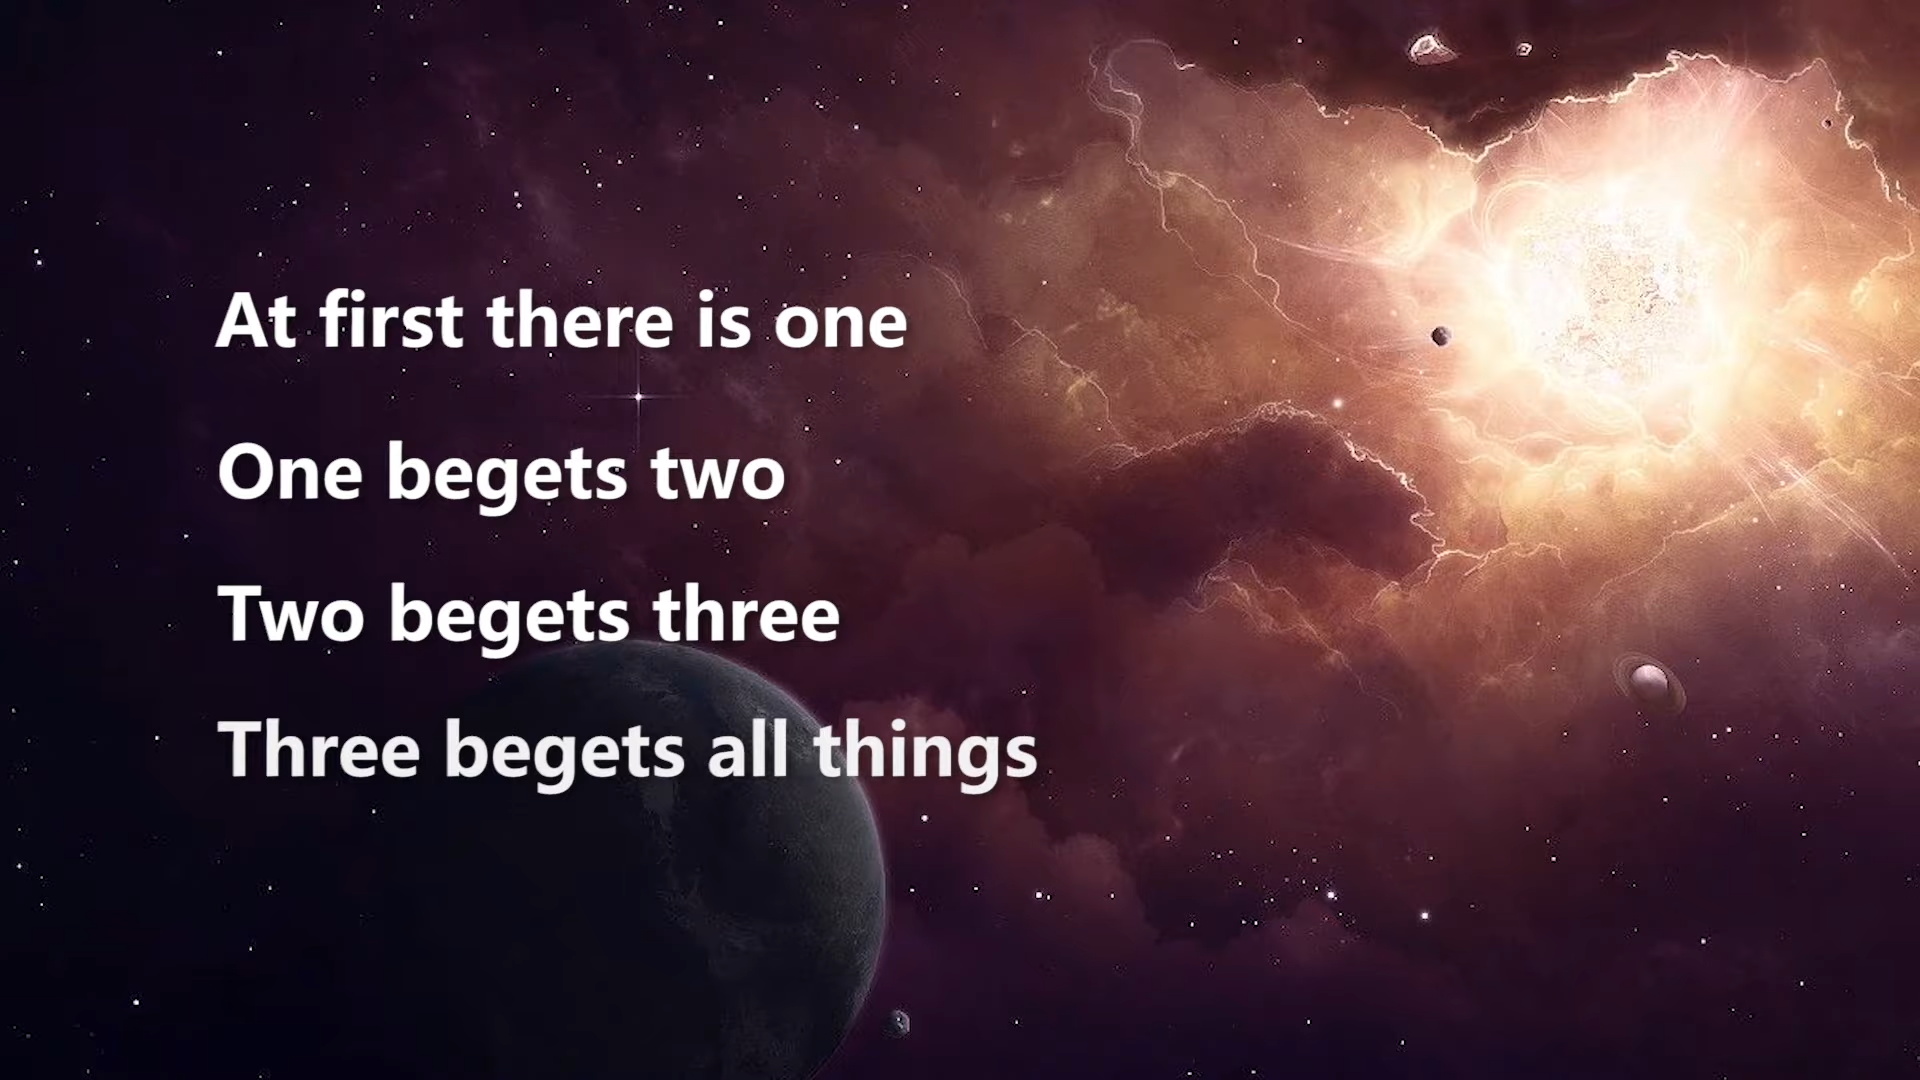 At first there is one
One begets two
Two begets three
Three begets all things